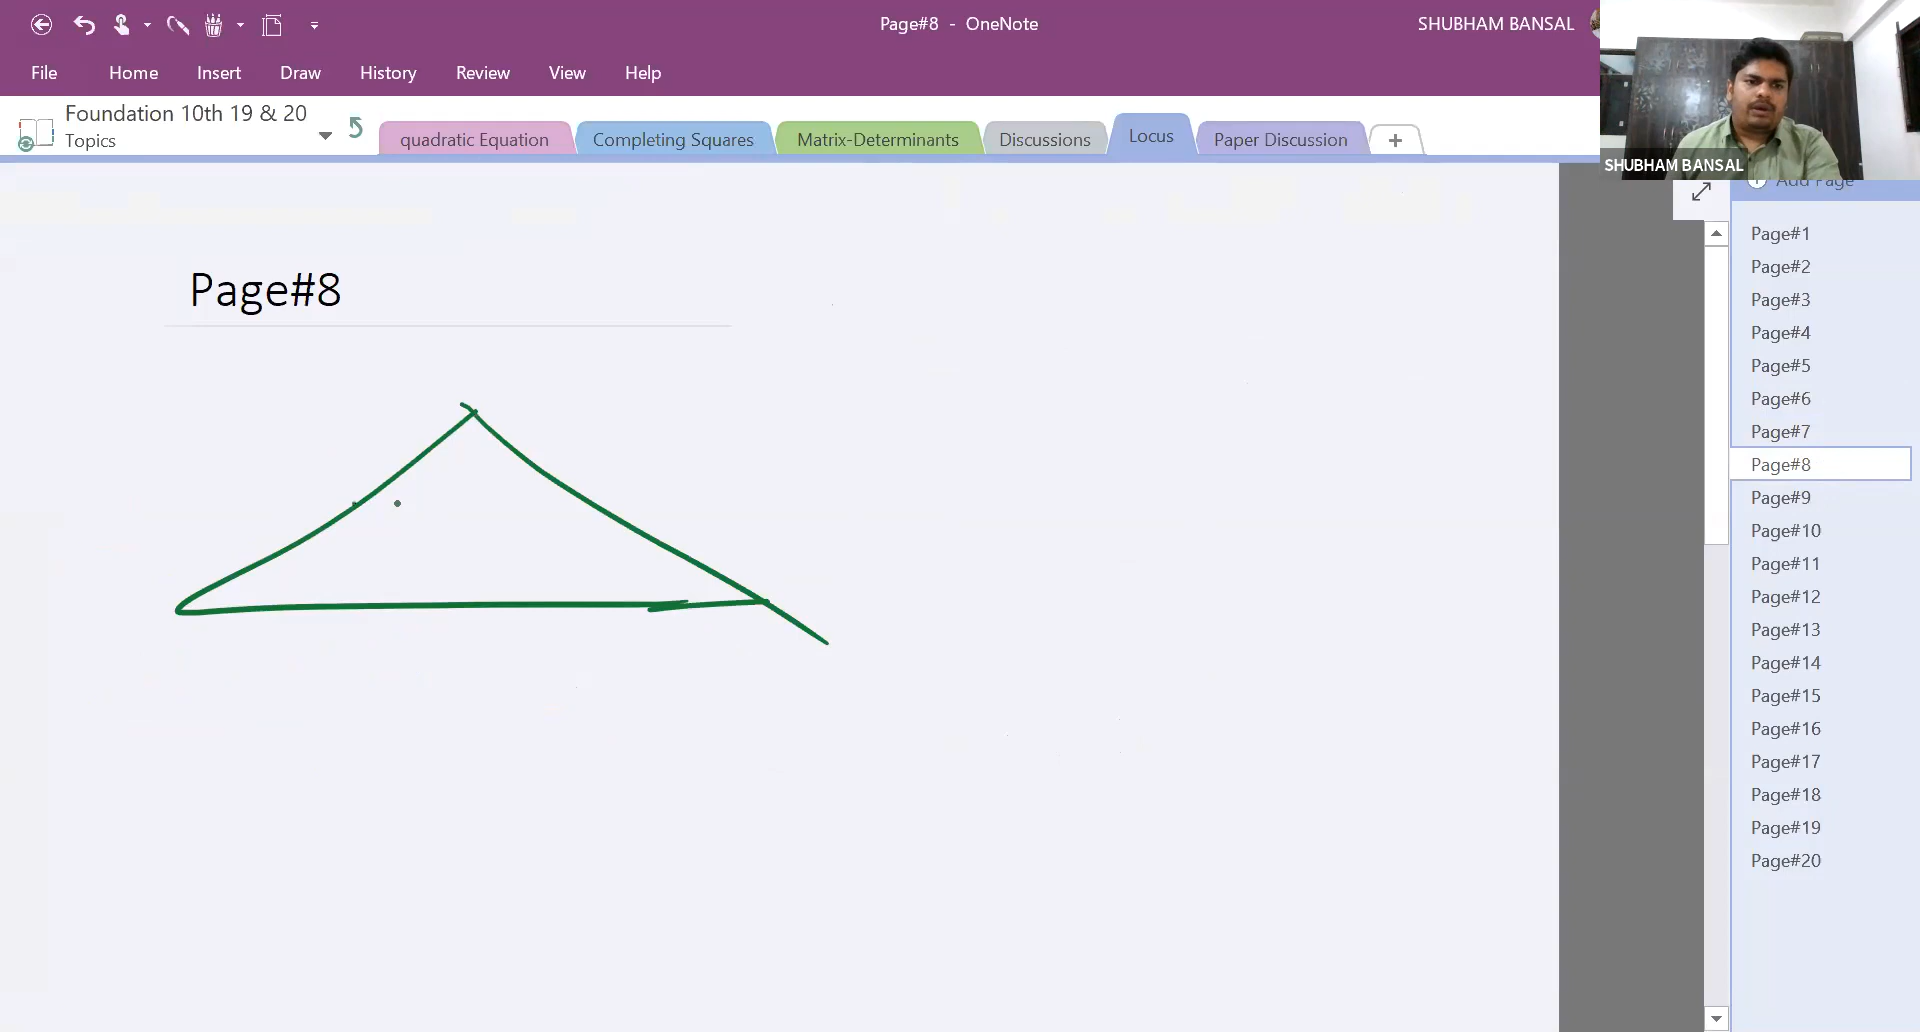 Page#8 - OneNote
SHUBHAM BANSAL
File Home Insert Draw History Review View Help
Foundation 10th 19 & 20
Topics
quadratic Equation Completing Squares Matrix-Determinants Discussions Locus Paper Discussion +
SHUBHAM BANSAL
Add Page
Page#8
Page#1
Page#2
Page#3
Page#4
Page#5
Page#6
Page#7
Page#8
Page#9
Page#10
Page#11
Page#12
Page#13
Page#14
Page#15
Page#16
Page#17
Page#18
Page#19
Page#20